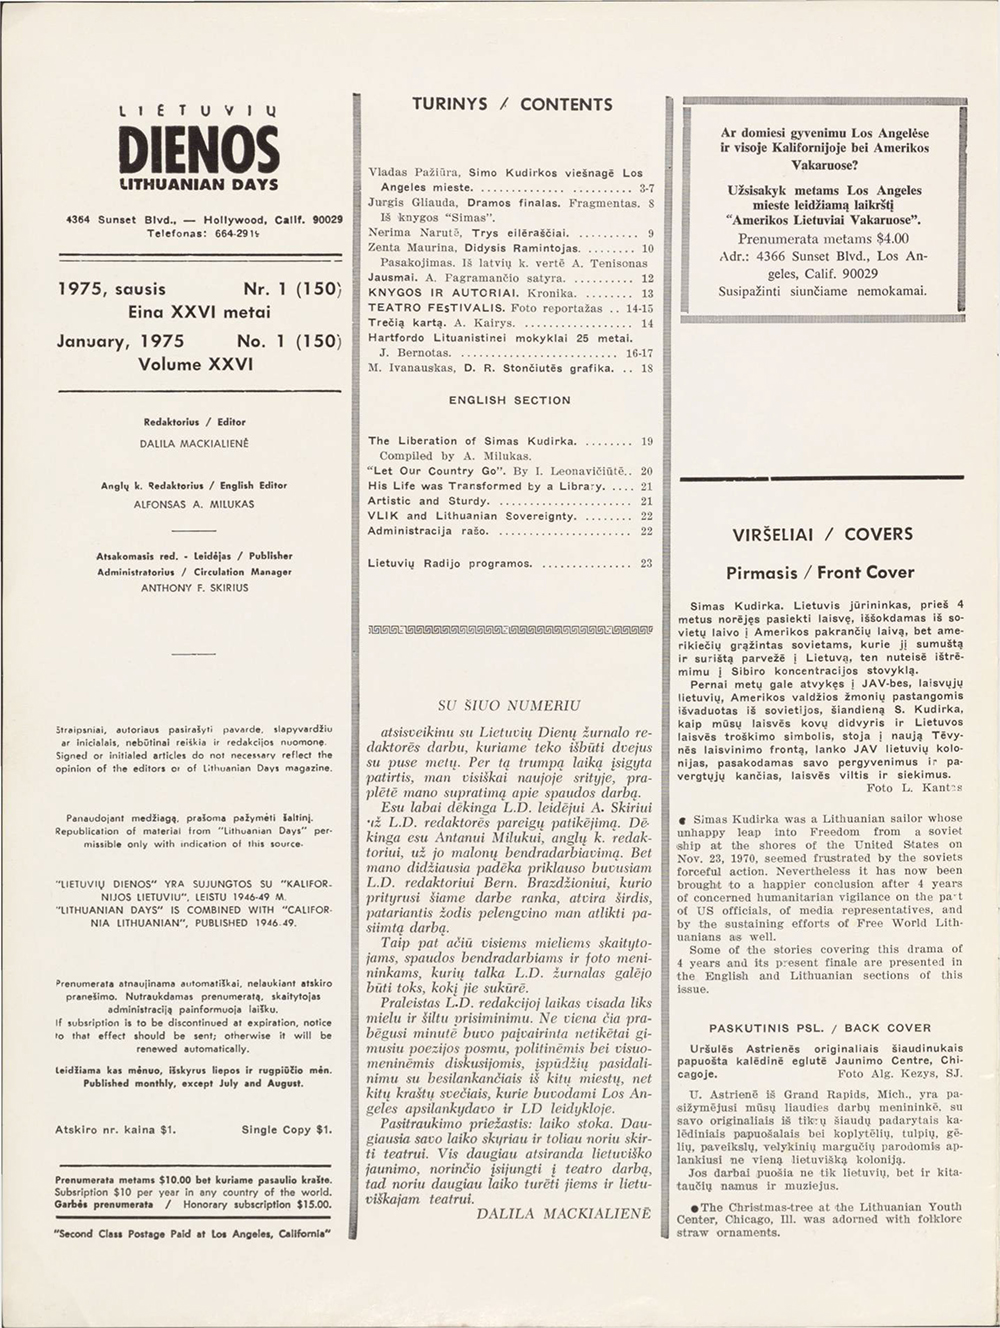 LIETUVIŲ
DIENOS
LITHUANIAN DAYS
4364 Sunset Blvd., — Hollywood, Calif. 90029
Telefonas: 664-2919
1975, sausis Nr. 1 (150)
Eina XXVI metai
January, 1975 No. 1 (150)
Volume XXVI
Redaktorius / Editor
DALILA MACKIALIENĖ
Anglų k. Redaktorius / English Editor
ALFONSAS A. MILUKAS
Atsakomasis red. - Leidėjas / Publisher
Administratorius / Circulation Manager
ANTHONY F. SKIRIUS
Straipsniai, autoriaus pasirašyti pavarde, slapyvardžiu
ar inicialais, nebūtinai reiškia ir redakcijos nuomonę.
Signed or initialed articles do not necessary reflect the
opinion of the editors or of Lithuanian Days magazine.
Panaudojant medžiagą, prašoma pažymėti šaltinį.
Republication of material from "Lithuanian Days" per-
missible only with indication of this source.
"LIETUVIŲ DIENOS" YRA SUJUNGTOS SU "KALIFOR-
NIJOS LIETUVIU", LEISTU 1946-49 M.
"LITHUANIAN DAYS" IS COMBINED WITH "CALIFOR-
NIA LITHUANIAN", PUBLISHED 1946-49.
Prenumerata atnaujinama automatiškai, nelaukiant atskiro
pranešimo. Nutraukdamas prenumeratą, skaitytojas
administraciją painformuoja laišku.
If subsription is to be discontinued at expiration, notice
to that effect should be sent; otherwise it will be
renewed automatically.
Leidžiama kas mėnuo, išskyrus liepos ir rugpiūčio mėn.
Published monthly, except July and August.
Atskiro nr. kaina $1. Single Copy $1.
Prenumerata metams $10.00 bet kuriame pasaulio krašte.
Subsription $10 per year in any country of the world.
Garbės prenumerata / Honorary subscription $15.00.
"Second Class Postage Paid at Los Angeles, California"
TURINYS / CONTENTS
Vladas Pažiūra, Simo Kudirkos viešnagė Los
Angeles mieste. .............. .......... 3-7
Jurgis Gliauda, Dramos finalas. Fragmentas. 8
Iš knygos "Simas".
Nerima Narutė, Trys eilėraščiai. .......... 9
Zenta Maurina, Didysis Ramintojas. ........ 10
Pasakojimas. Iš latvių k. vertė A. Tenisonas
Jausmai. A. Pagramančio satyra. .......... 12
KNYGOS IR AUTORIAI. Kronika. ........ 13
TEATRO FESTIVALIS. Foto reportažas .. 14-15
Trečią kartą. A. Kairys. .................. 14
Hartfordo Lituanistinei mokyklai 25 metai.
J. Bernotas. .......................... 16-17
M. Ivanauskas, D. R. Stončiutės grafika. .. 18
ENGLISH SECTION
The Liberation of Simas Kudirka. ........ 19
Compiled by A. Milukas.
"Let Our Country Go". By I. Leonavičiūtė.. 20
His Life was Transformed by a Library. .... 21
Artistic and Sturdy. ...................... 21
VLIK and Lithuanian Sovereignty. ........ 22
Administracija rašo. ...................... 22
Lietuvių Radijo programos. ............... 23
SU ŠIUO NUMERIU
atsisveikinu su Lietuvių Dienų žurnalo re-
daktorės darbu, kuriame teko išbūti dvejus
su puse metų. Per tą trumpą laiką įsigyta
patirtis, man visiškai naujoje srityje, pra-
plėtė mano supratimą apie spaudos darbą.
Esu labai dėkinga L.D. leidėjui A. Skiriui
už L.D. redaktorės pareigų patikėjimą. Dė-
kinga esu Antanui Milukui, anglų k. redak-
toriui, už jo malonų bendradarbiavimą. Bet
mano didžiausia padėka priklauso buvusiam
L.D. redaktoriui Bern. Brazdžioniui, kurio
prityrusi šiame darbe ranka, atvira širdis,
patariantis žodis pelengvino man atlikti pa-
siimtą darbą.
Taip pat ačiū visiems mieliems skaityto-
jams, spaudos bendradarbiams ir foto meni-
ninkams, kurių talka L.D. žurnalas galėjo
būti toks, kokį jie sukūrė.
Praleistas L.D. redakcijoj laikas visada liks
mielu ir šiltu prisiminimu. Ne viena čia pra-
bėgusi minutė buvo paįvairinta netikėtai gi-
musiu poezijos posmu, politinėmis bei visuo-
meninėmis diskusijomis, įspūdžių pasidali-
nimu su besilankančiais iš kitų miestų, net
kitų kraštų svečiais, kurie buvodami Los An-
geles apsilankydavo ir LD leidykloje.
Pasitraukimo priežastis: laiko stoka. Dau-
giausia savo laiko skyriau ir toliau noriu skir-
ti teatrui. Vis daugiau atsiranda lietuviško
jaunimo, norinčio įsijungti į teatro darbą,
tad noriu daugiau laiko turėti jiems ir lietu-
viškajam teatrui.
DALILA MACKIALIENĖ
Ar domiesi gyvenimu Los Angelėse
ir visoje Kalifornijoje bei Amerikos
Vakaruose?
Užsisakyk metams Los Angeles
mieste leidžiamą laikraštį
"Amerikos Lietuviai Vakaruose".
Prenumerata metams $4.00
Adr.: 4366 Sunset Blvd., Los An-
geles, Calif. 90029
Susipažinti siunčiame nemokamai.
VIRŠELIAI / COVERS
Pirmasis / Front Cover
Simas Kudirka. Lietuvis jūrininkas, prieš 4
metus norėjęs pasiekti laisvę, iššokdamas iš so-
vietų laivo į Amerikos pakrančių laivą, bet ame-
rikiečių grąžintas sovietams, kurie jį sumuštą
ir surištą parvežė į Lietuvą, ten nuteisė ištrė-
mimu į Sibiro koncentracijos stovyklą.
Pernai metų gale atvykęs į JAV-bes, laisvųjų
lietuvių, Amerikos valdžios žmonių pastangomis
išvaduotas iš sovietijos, šiandieną S. Kudirka,
kaip mūsų laisvės kovų didvyris ir Lietuvos
laisvės troškimo simbolis, stoja į naują Tėvy-
nės laisvinimo frontą, lanko JAV lietuvių kolo-
nijas, pasakodamas savo pergyvenimus ir pa-
vergtųjų kančias, laisvės viltis ir siekimus.
Foto L. Kantas
● Simas Kudirka was a Lithuanian sailor whose
unhappy leap into Freedom from a soviet
ship at the shores of the United States on
Nov. 23, 1970, seemed frustrated by the soviets
forceful action. Nevertheless it has now been
brought to a happier conclusion after 4 years
of concerned humanitarian vigilance on the part
of US officials, of media representatives, and
by the sustaining efforts of Free World Lith-
uanians as well.
Some of the stories covering this drama of
4 years and its present finale are presented in
the English and Lithuanian sections of this
issue.
PASKUTINIS PSL. / BACK COVER
Uršulės Astrienės originaliais šiaudinukais
papuošta kalėdinė eglutė Jaunimo Centre, Chi-
cagoje. Foto Alg. Kezys, SJ.
U. Astrienė iš Grand Rapids, Mich., yra pa-
sižymėjusi mūsų liaudies darbų menininkė, su
savo originaliais iš tikrų šiaudų padarytais ka-
lėdiniais papuošalais bei koplytėlių, tulpių, gė-
lių, paveikslų, velykinių margučių parodomis ap-
lankiusi ne vieną lietuvišką koloniją.
Jos darbai puošia ne tik lietuvių, bet ir kita-
taučių namus ir muziejus.
● The Christmas-tree at the Lithuanian Youth
Center, Chicago, Ill. was adorned with folklore
straw ornaments.